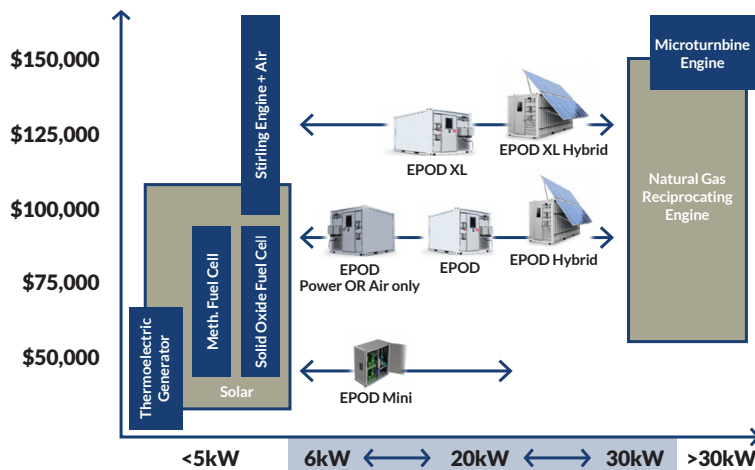 $150,000
$125,000
$100,000
$75,000
$50,000
Thermoelectric
Generator
Meth. Fuel Cell
Solid Oxide Fuel Cell
Stirling Engine + Air
Solar
EPOD XL
EPOD XL Hybrid
EPOD
Power OR Air only
EPOD
EPOD Hybrid
EPOD Mini
Microturnbine
Engine
Natural Gas
Reciprocating
Engine
<5kW
6kW
20kW
30kW
>30kW